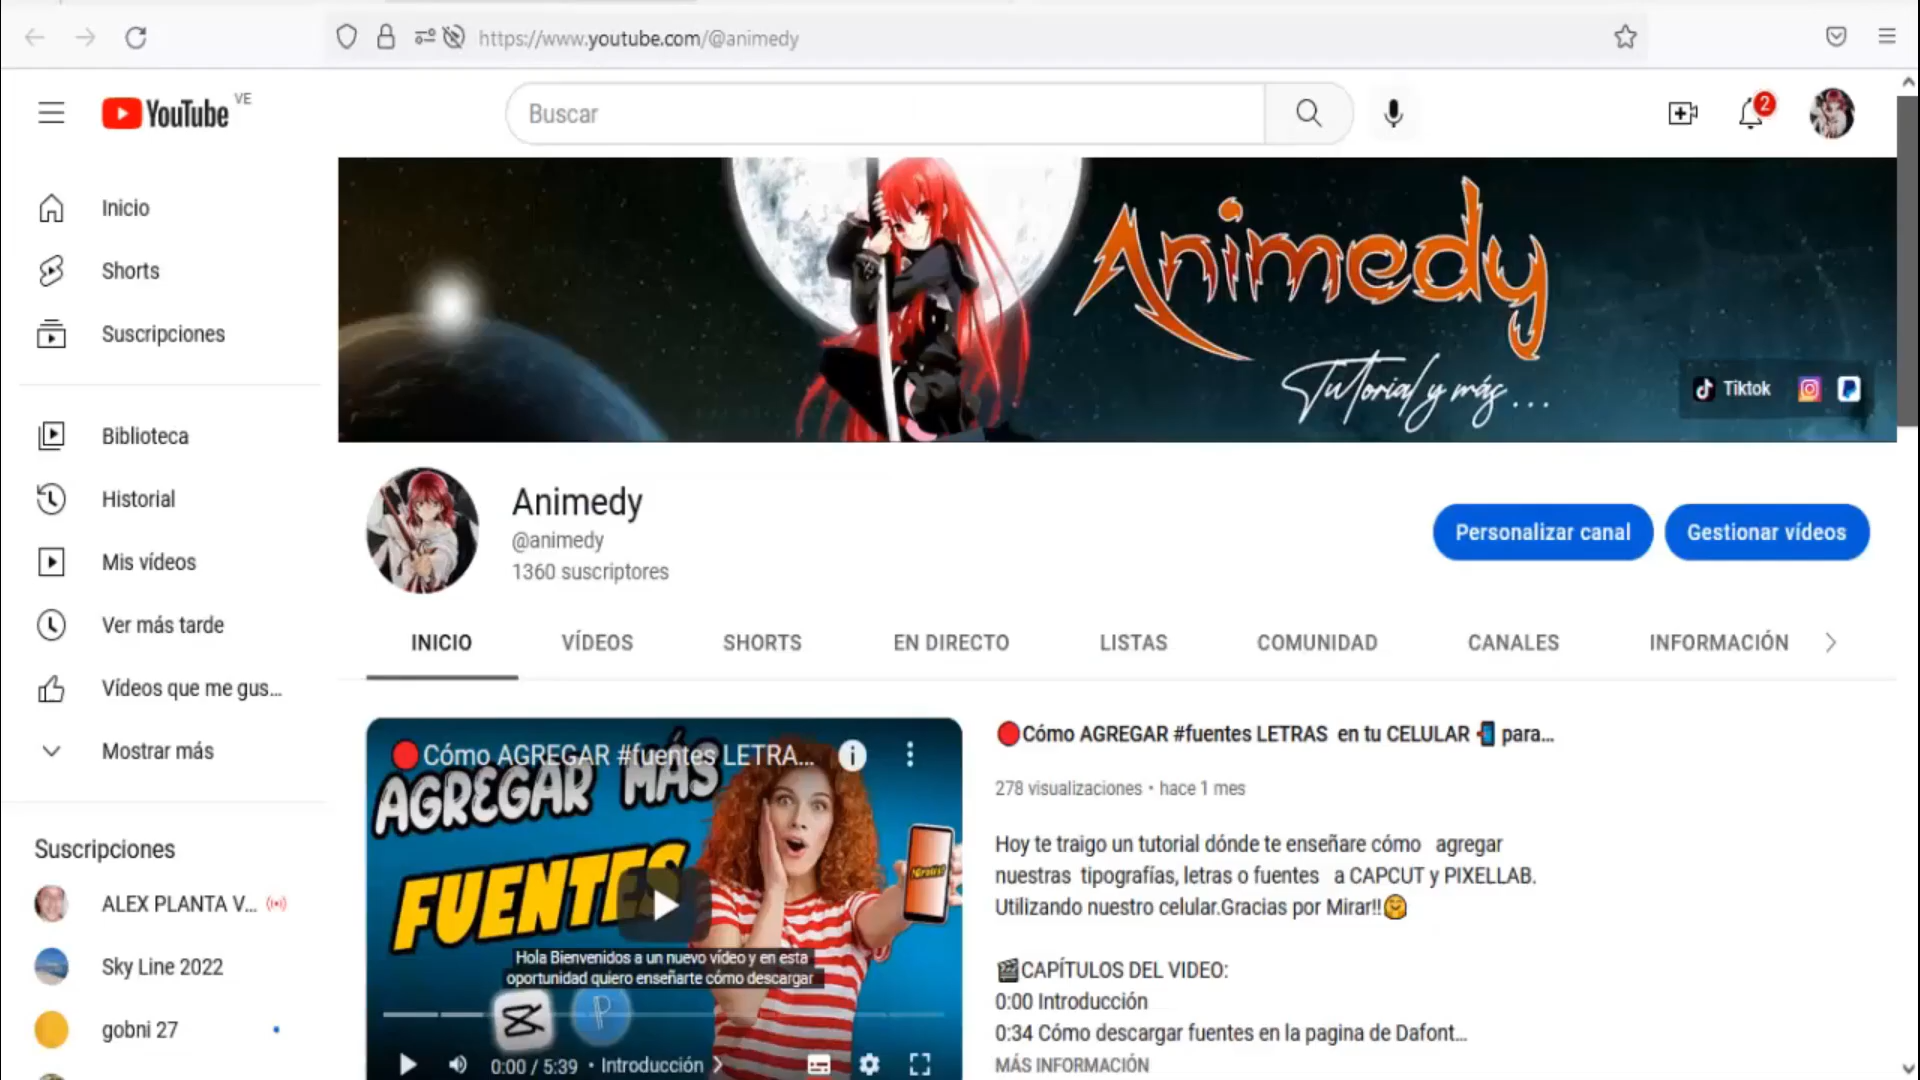 https://www.youtube.com/@animedy
YouTube VE
Buscar
2
Inicio
Shorts
Suscripciones
Biblioteca
Historial
Mis vídeos
Ver más tarde
Vídeos que me gus...
Mostrar más
Suscripciones
ALEX PLANTA V...
Sky Line 2022
gobni 27
Animedy
Tutorial y más...
Tiktok
Animedy
@animedy
1360 suscriptores
Personalizar canal
Gestionar vídeos
INICIO
VÍDEOS
SHORTS
EN DIRECTO
LISTAS
COMUNIDAD
CANALES
INFORMACIÓN
🔴Cómo AGREGAR #fuentes LETRA...
AGREGAR MÁS
FUENTES
Hola Bienvenidos a un nuevo vídeo y en esta
oportunidad quiero enseñarte cómo descargar
0:00 / 5:39 • Introducción
🔴Cómo AGREGAR #fuentes LETRAS en tu CELULAR 📲 para...
278 visualizaciones • hace 1 mes
Hoy te traigo un tutorial dónde te enseñare cómo agregar
nuestras tipografías, letras o fuentes a CAPCUT y PIXELLAB.
Utilizando nuestro celular.Gracias por Mirar!!🤗
🎬CAPÍTULOS DEL VIDEO:
0:00 Introducción
0:34 Cómo descargar fuentes en la pagina de Dafont...
MÁS INFORMACIÓN